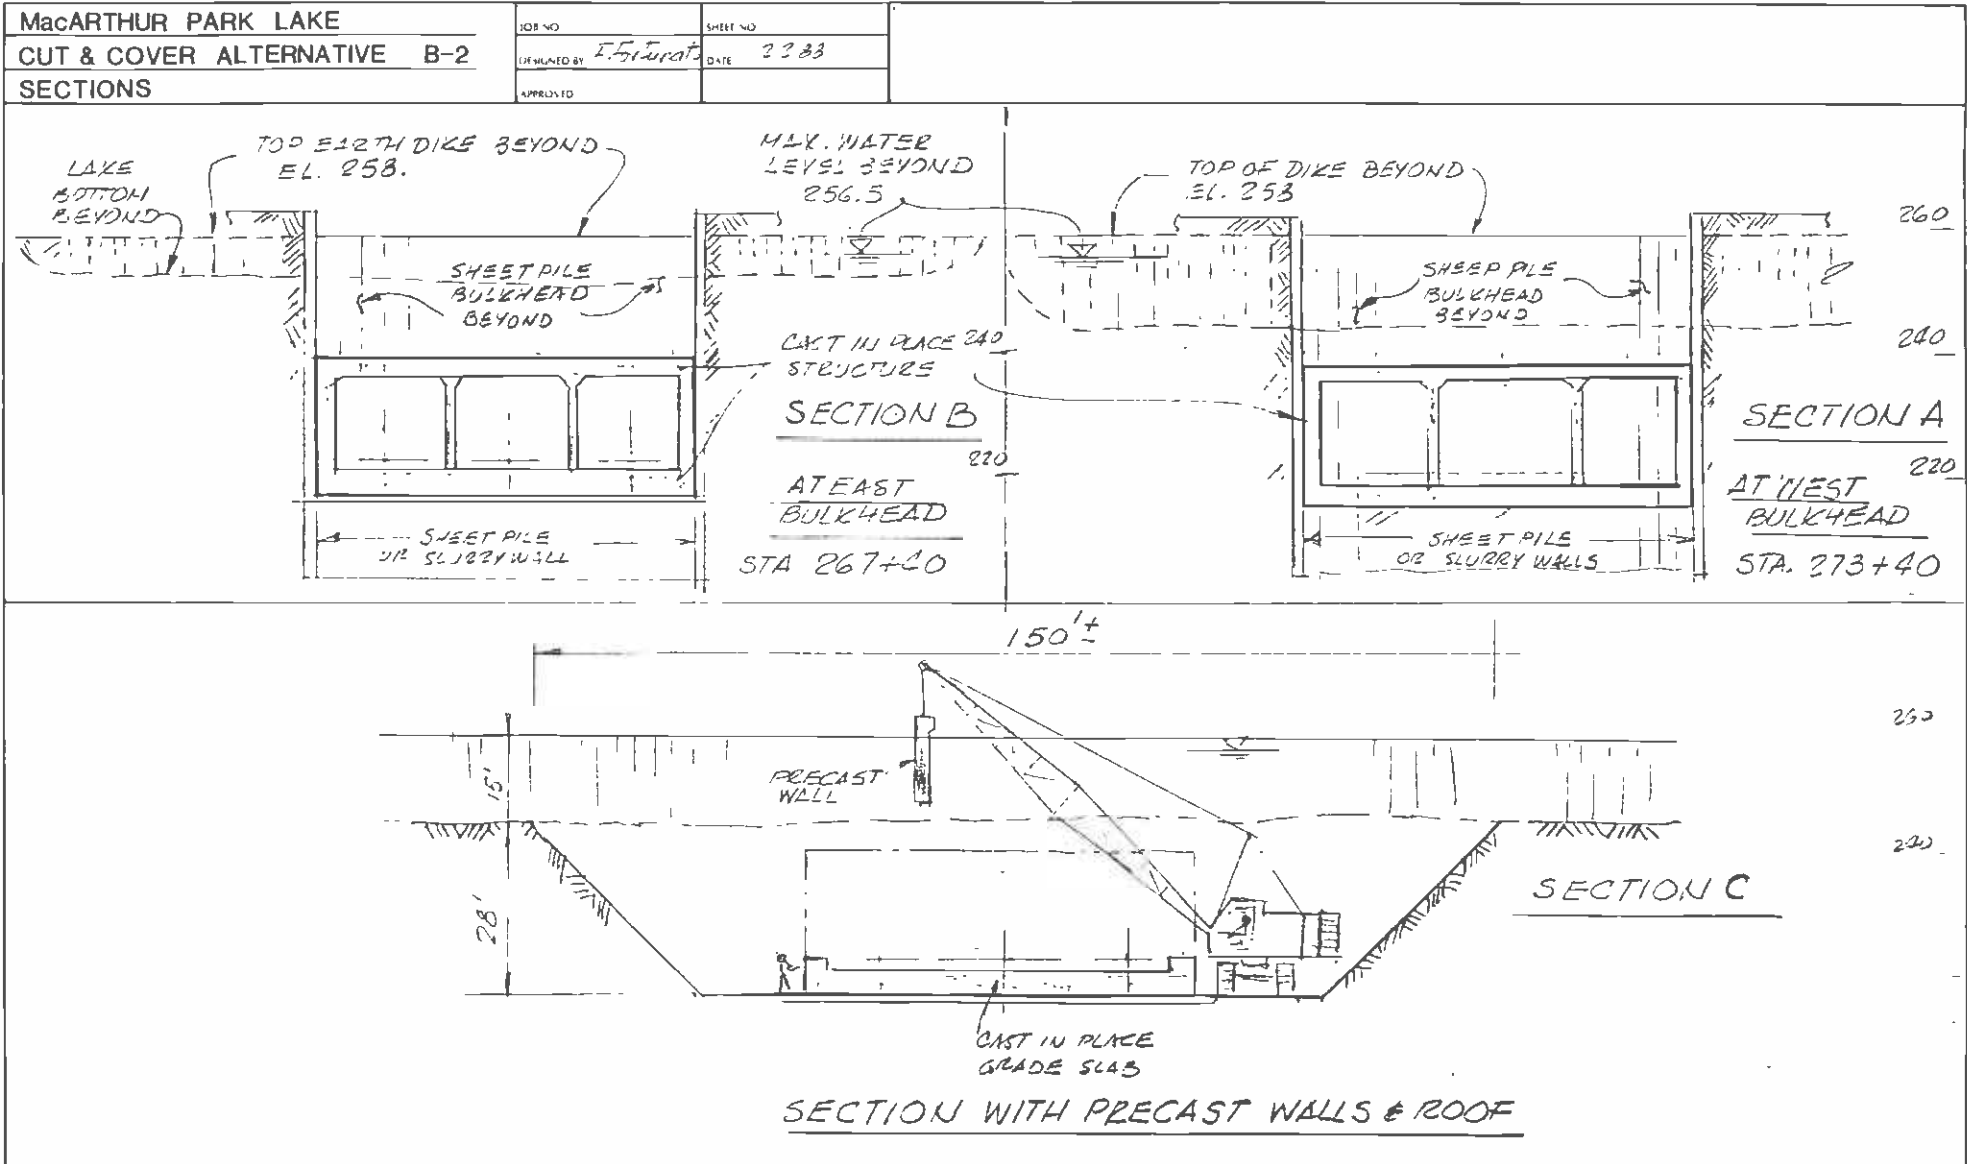 MacARTHUR PARK LAKE
CUT & COVER ALTERNATIVE B-2
SECTIONS
JOB NO
SHEET NO
DESIGNED BY
DATE
APPROVED
LAKE
BOTTOM
BEYOND
TOP EARTH DIKE BEYOND
EL. 258.
MAX. WATER
LEVEL BEYOND
256.5
SHEET PILE
BULKHEAD
BEYOND
CAST IN PLACE
STRUCTURE
240
220
SECTION B
AT EAST
BULKHEAD
STA 267+
SHEET PILE
OR SLURRY WALL
TOP OF DIKE BEYOND
EL. 258
SHEEP PILE
BULKHEAD
BEYOND
260
240
220
SECTION A
AT WEST
BULKHEAD
STA. 273+40
SHEET PILE
OR SLURRY WALLS
150'±
15'
28'
PRECAST
WALL
260
240
SECTION C
CAST IN PLACE
GRADE SLAB
SECTION WITH PRECAST WALLS & ROOF